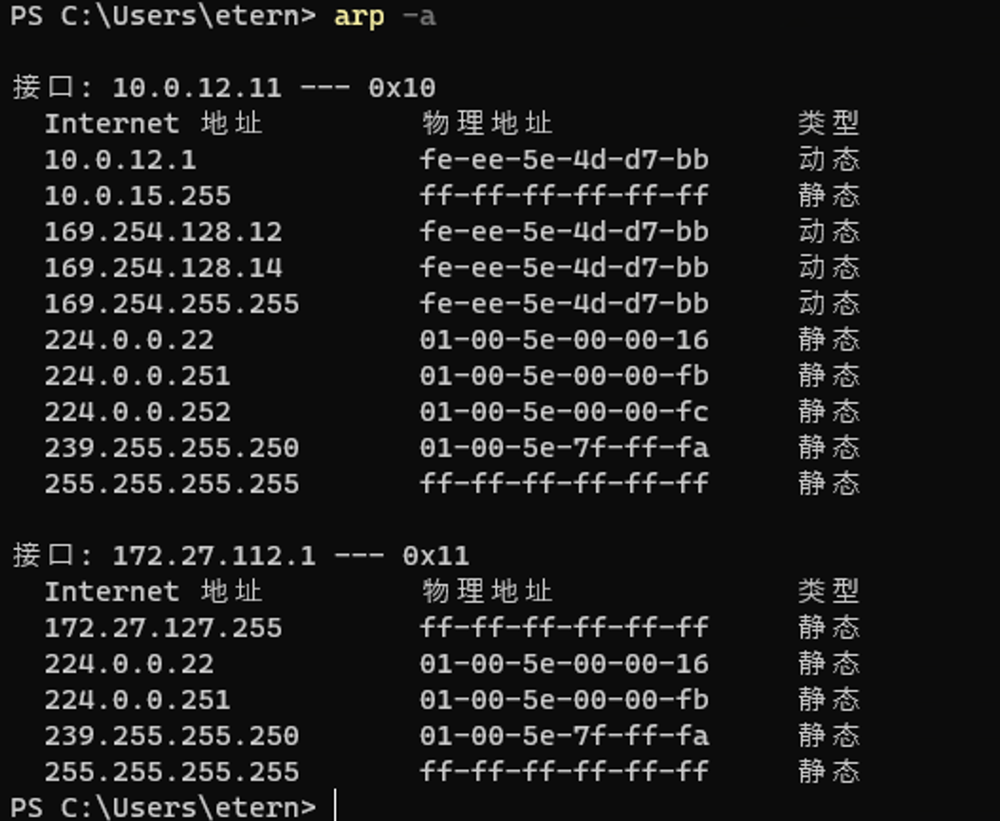 PS C:\Users\etern> arp -a
接口: 10.0.12.11 --- 0x10
Internet 地址 物理地址 类型
10.0.12.1 fe-ee-5e-4d-d7-bb 动态
10.0.15.255 ff-ff-ff-ff-ff-ff 静态
169.254.128.12 fe-ee-5e-4d-d7-bb 动态
169.254.128.14 fe-ee-5e-4d-d7-bb 动态
169.254.255.255 fe-ee-5e-4d-d7-bb 动态
224.0.0.22 01-00-5e-00-00-16 静态
224.0.0.251 01-00-5e-00-00-fb 静态
224.0.0.252 01-00-5e-00-00-fc 静态
239.255.255.250 01-00-5e-7f-ff-fa 静态
255.255.255.255 ff-ff-ff-ff-ff-ff 静态
接口: 172.27.112.1 --- 0x11
Internet 地址 物理地址 类型
172.27.127.255 ff-ff-ff-ff-ff-ff 静态
224.0.0.22 01-00-5e-00-00-16 静态
224.0.0.251 01-00-5e-00-00-fb 静态
239.255.255.250 01-00-5e-7f-ff-fa 静态
255.255.255.255 ff-ff-ff-ff-ff-ff 静态
PS C:\Users\etern>